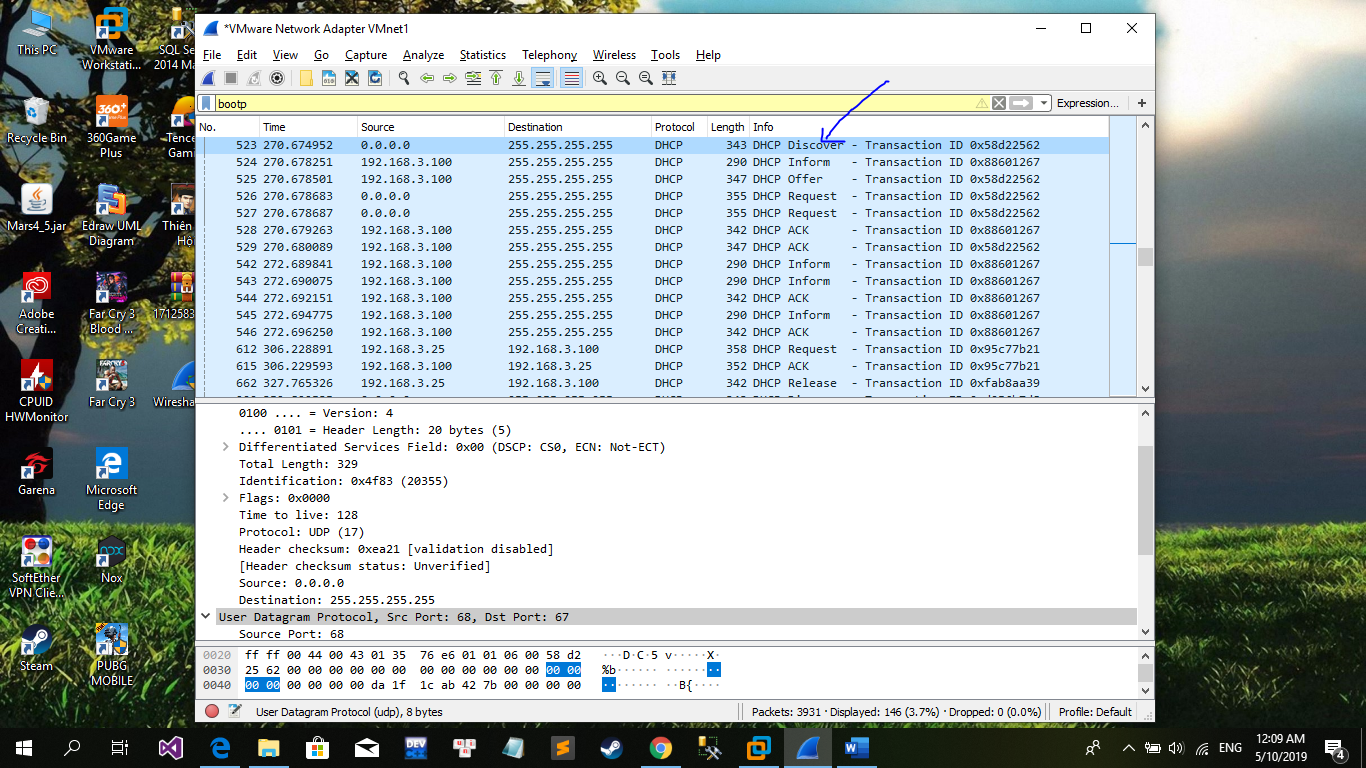 This PC
VMware Workstati...
SQL Se 2014 Ma
Recycle Bin
360Game Plus
Tence Gami
Mars4_5.jar
Edraw UML Diagram
Thiên Hộ
Adobe Creati...
Far Cry 3 Blood ...
1712583
CPUID HWMonitor
Far Cry 3
Wiresha
Garena
Microsoft Edge
SoftEther VPN Clie...
Nox
Steam
PUBG MOBILE
*VMware Network Adapter VMnet1
File Edit View Go Capture Analyze Statistics Telephony Wireless Tools Help
bootp Expression... +
No. Time Source Destination Protocol Length Info
523 270.674952 0.0.0.0 255.255.255.255 DHCP 343 DHCP Discover - Transaction ID 0x58d22562
524 270.678251 192.168.3.100 255.255.255.255 DHCP 290 DHCP Inform - Transaction ID 0x88601267
525 270.678501 192.168.3.100 255.255.255.255 DHCP 347 DHCP Offer - Transaction ID 0x58d22562
526 270.678683 0.0.0.0 255.255.255.255 DHCP 355 DHCP Request - Transaction ID 0x58d22562
527 270.678687 0.0.0.0 255.255.255.255 DHCP 355 DHCP Request - Transaction ID 0x58d22562
528 270.679263 192.168.3.100 255.255.255.255 DHCP 342 DHCP ACK - Transaction ID 0x88601267
529 270.680089 192.168.3.100 255.255.255.255 DHCP 347 DHCP ACK - Transaction ID 0x58d22562
542 272.689841 192.168.3.100 255.255.255.255 DHCP 290 DHCP Inform - Transaction ID 0x88601267
543 272.690075 192.168.3.100 255.255.255.255 DHCP 290 DHCP Inform - Transaction ID 0x88601267
544 272.692151 192.168.3.100 255.255.255.255 DHCP 342 DHCP ACK - Transaction ID 0x88601267
545 272.694775 192.168.3.100 255.255.255.255 DHCP 290 DHCP Inform - Transaction ID 0x88601267
546 272.696250 192.168.3.100 255.255.255.255 DHCP 342 DHCP ACK - Transaction ID 0x88601267
612 306.228891 192.168.3.25 192.168.3.100 DHCP 358 DHCP Request - Transaction ID 0x95c77b21
615 306.229593 192.168.3.100 192.168.3.25 DHCP 352 DHCP ACK - Transaction ID 0x95c77b21
662 327.765326 192.168.3.25 192.168.3.100 DHCP 342 DHCP Release - Transaction ID 0xfab8aa39
0100 .... = Version: 4
.... 0101 = Header Length: 20 bytes (5)
Differentiated Services Field: 0x00 (DSCP: CS0, ECN: Not-ECT)
Total Length: 329
Identification: 0x4f83 (20355)
Flags: 0x0000
Time to live: 128
Protocol: UDP (17)
Header checksum: 0xea21 [validation disabled]
[Header checksum status: Unverified]
Source: 0.0.0.0
Destination: 255.255.255.255
User Datagram Protocol, Src Port: 68, Dst Port: 67
Source Port: 68
0020 ff ff 00 44 00 43 01 35 76 e6 01 01 06 00 58 d2 ···D·C·5 v·····X·
0030 25 62 00 00 00 00 00 00 00 00 00 00 00 00 00 00 %b······ ········
0040 00 00 00 00 00 00 da 1f 1c ab 42 7b 00 00 00 00 ········ ··B{····
User Datagram Protocol (udp), 8 bytes
Packets: 3931 · Displayed: 146 (3.7%) · Dropped: 0 (0.0%)
Profile: Default
ENG
12:09 AM
5/10/2019
4